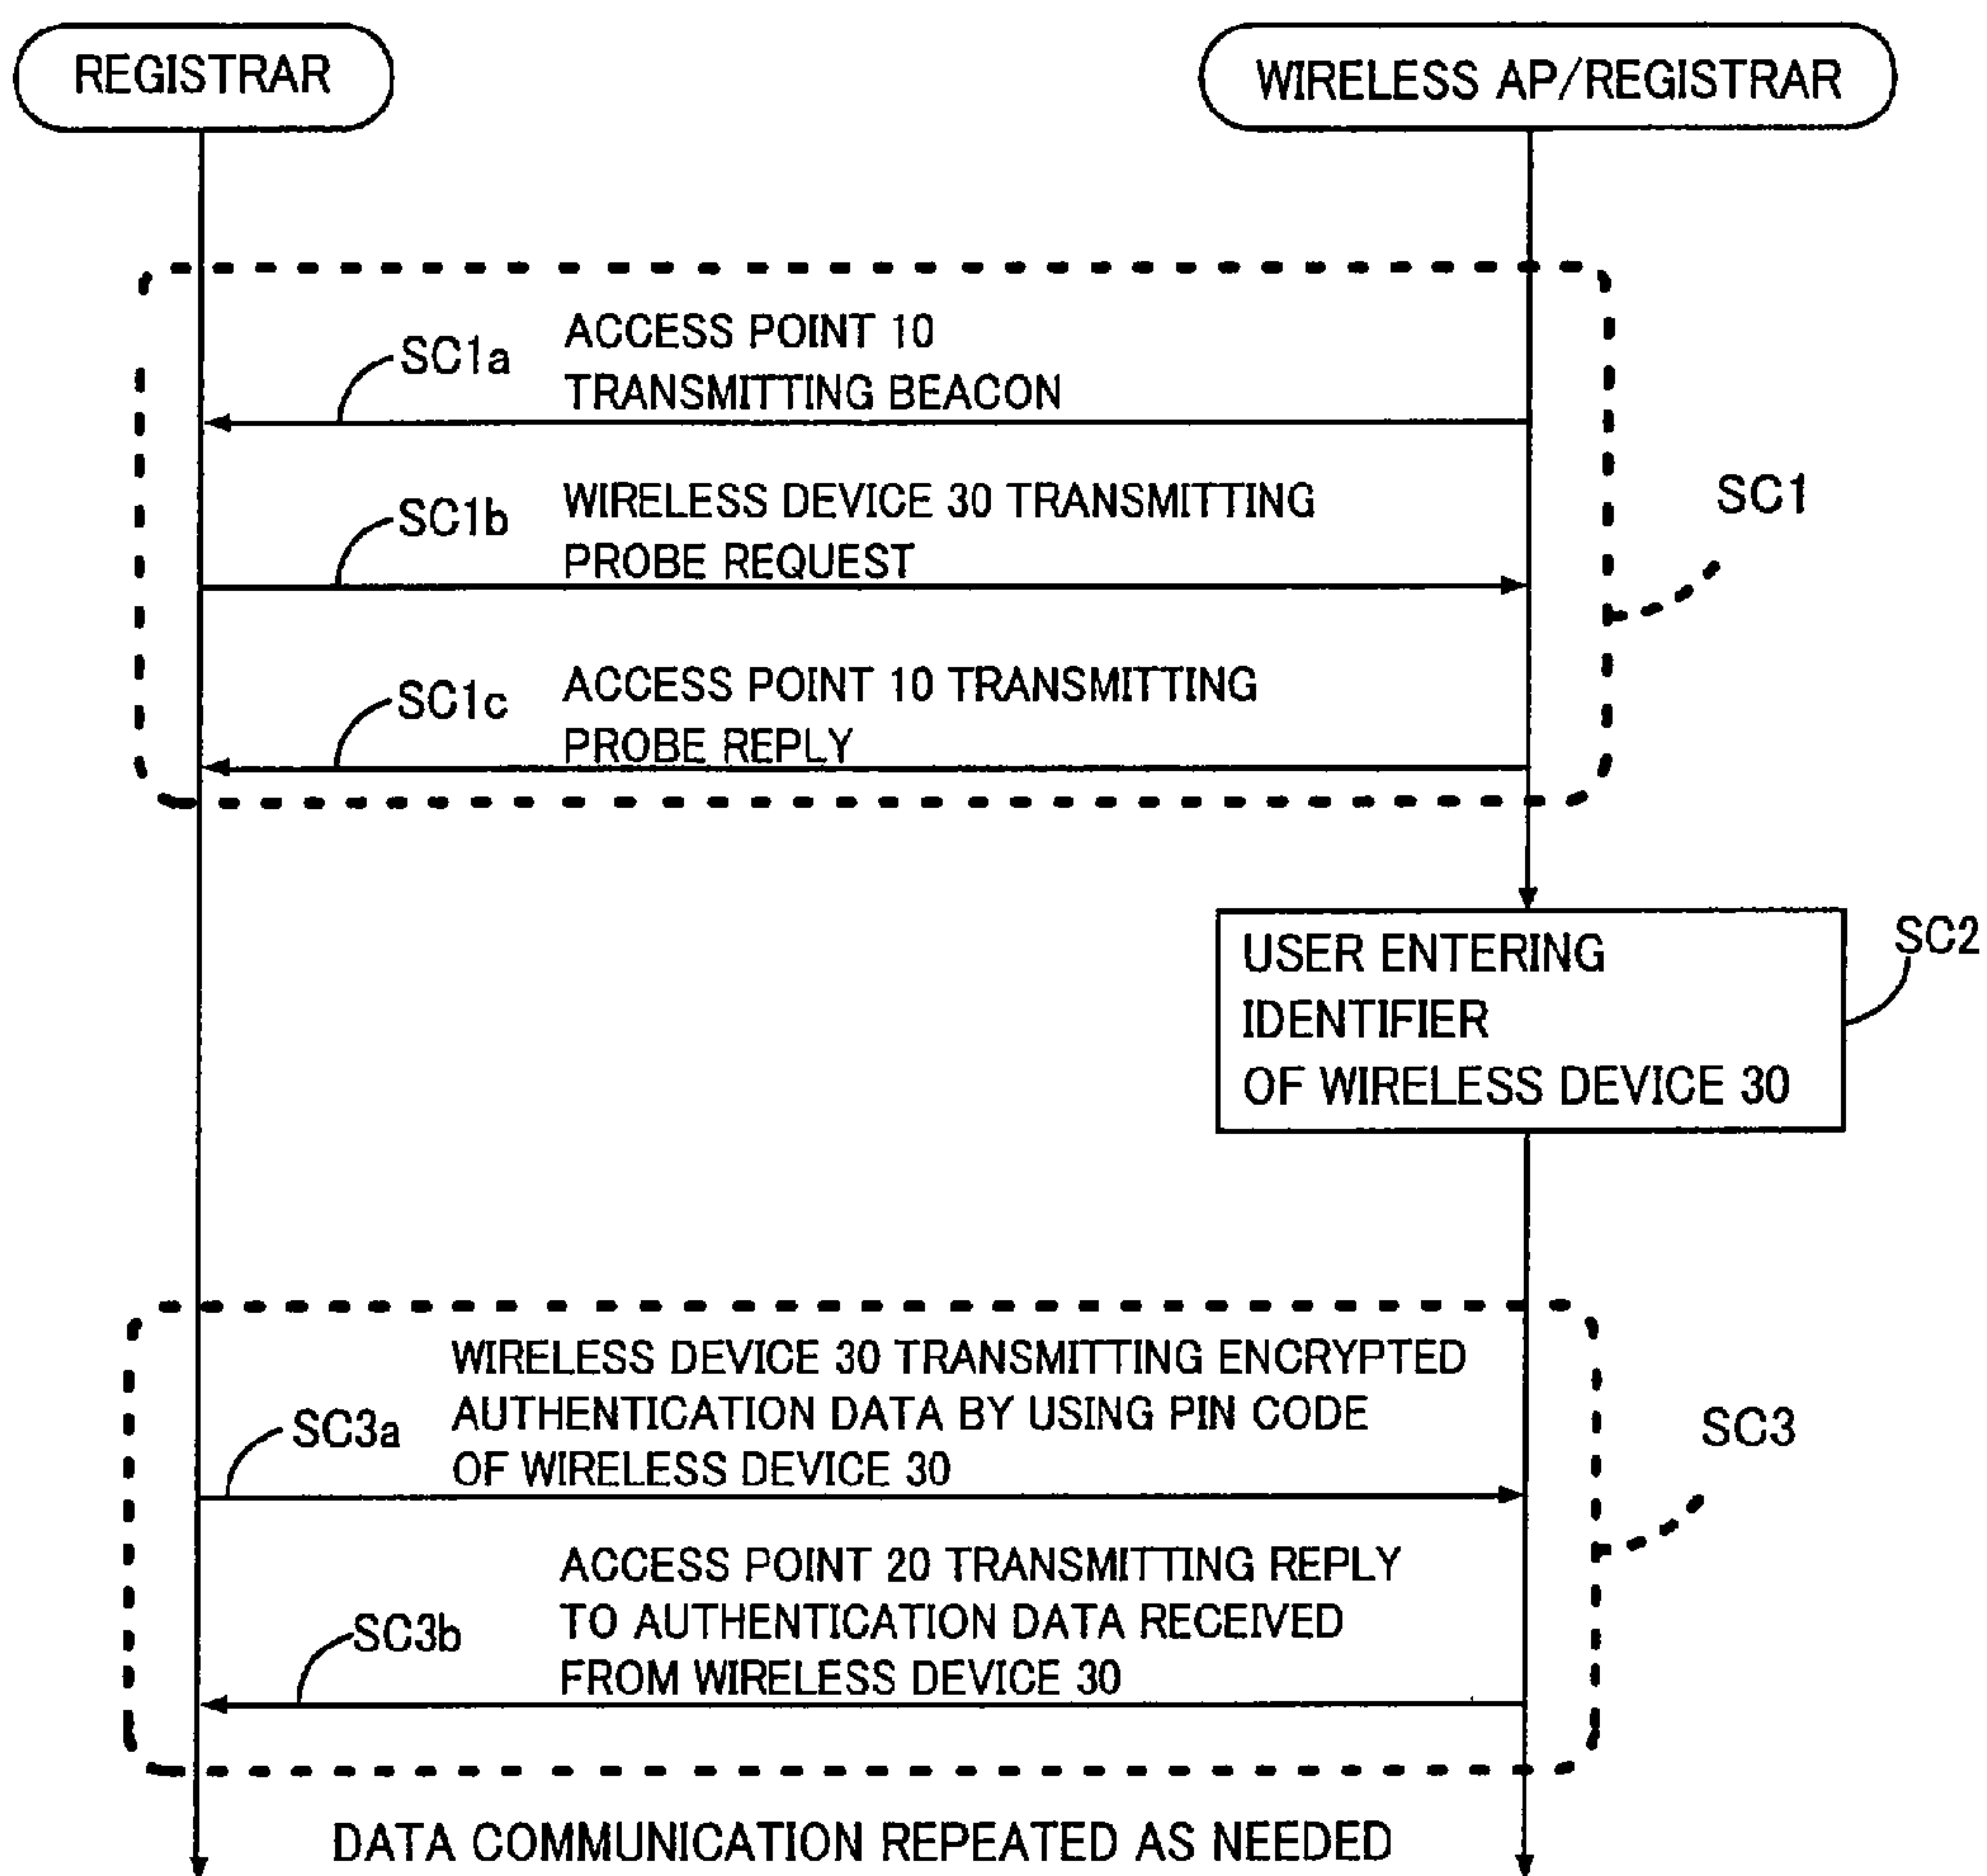 REGISTRAR
WIRELESS AP/REGISTRAR
SC1a
ACCESS POINT 10
TRANSMITTING BEACON
SC1b
WIRELESS DEVICE 30 TRANSMITTING
PROBE REQUEST
SC1
SC1c
ACCESS POINT 10 TRANSMITTING
PROBE REPLY
USER ENTERING
IDENTIFIER
OF WIRELESS DEVICE 30
SC2
SC3a
WIRELESS DEVICE 30 TRANSMITTING ENCRYPTED
AUTHENTICATION DATA BY USING PIN CODE
OF WIRELESS DEVICE 30
SC3
SC3b
ACCESS POINT 20 TRANSMITTING REPLY
TO AUTHENTICATION DATA RECEIVED
FROM WIRELESS DEVICE 30
DATA COMMUNICATION REPEATED AS NEEDED